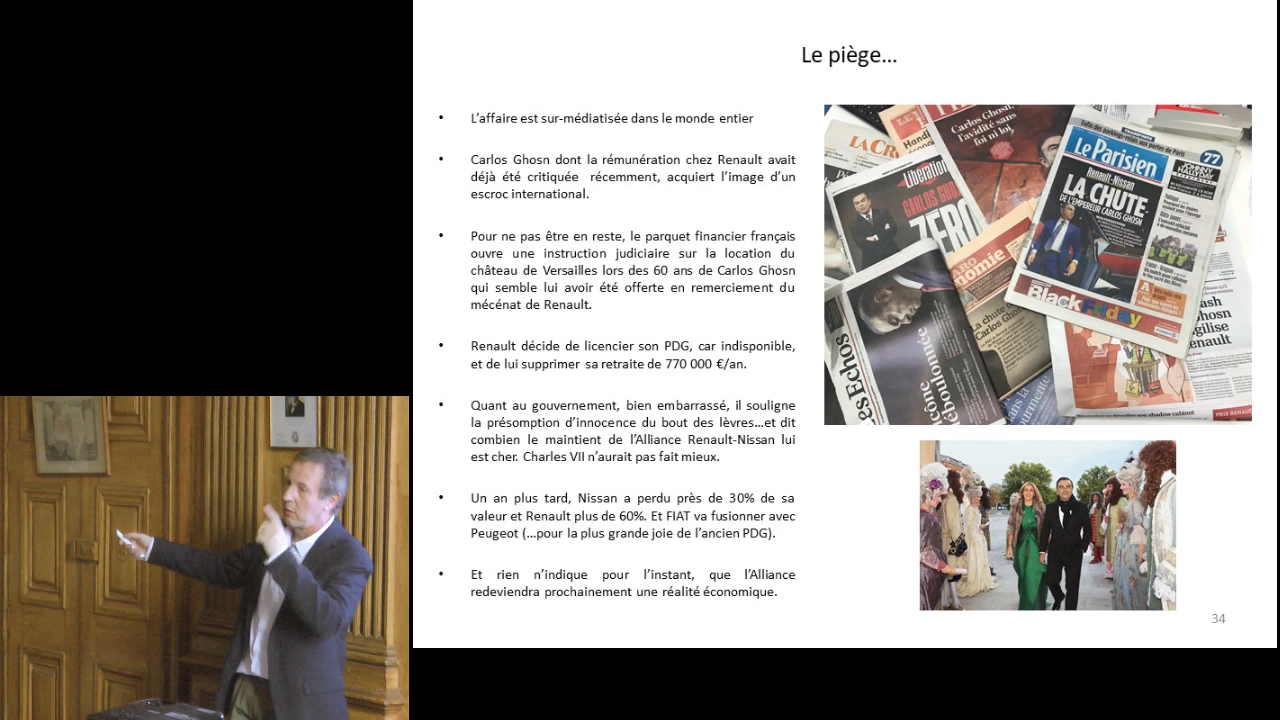 Le piège...
• L'affaire est sur-médiatisée dans le monde entier
• Carlos Ghosn dont la rémunération chez Renault avait
déjà été critiquée récemment, acquiert l'image d'un
escroc international.
• Pour ne pas être en reste, le parquet financier français
ouvre une instruction judiciaire sur la location du
château de Versailles lors des 60 ans de Carlos Ghosn
qui semble lui avoir été offerte en remerciement du
mécénat de Renault.
• Renault décide de licencier son PDG, car indisponible,
et de lui supprimer sa retraite de 770 000 €/an.
• Quant au gouvernement, bien embarrassé, il souligne
la présomption d'innocence du bout des lèvres...et dit
combien le maintient de l'Alliance Renault-Nissan lui
est cher. Charles VII n'aurait pas fait mieux.
• Un an plus tard, Nissan a perdu près de 30% de sa
valeur et Renault plus de 60%. Et FIAT va fusionner avec
Peugeot (...pour la plus grande joie de l'ancien PDG).
• Et rien n'indique pour l'instant, que l'Alliance
redeviendra prochainement une réalité économique.
Carlos Ghosn,
l'avidité sans
foi ni loi
Libération
CARLOS GHOSN
ZERO
Le Parisien
77
Renault-Nissan
LA CHUTE
DE L'EMPEREUR CARLOS GHOSN
Black Friday
La chute
Carlos Ghosn
Les Echos
icône
déboulonnée
34